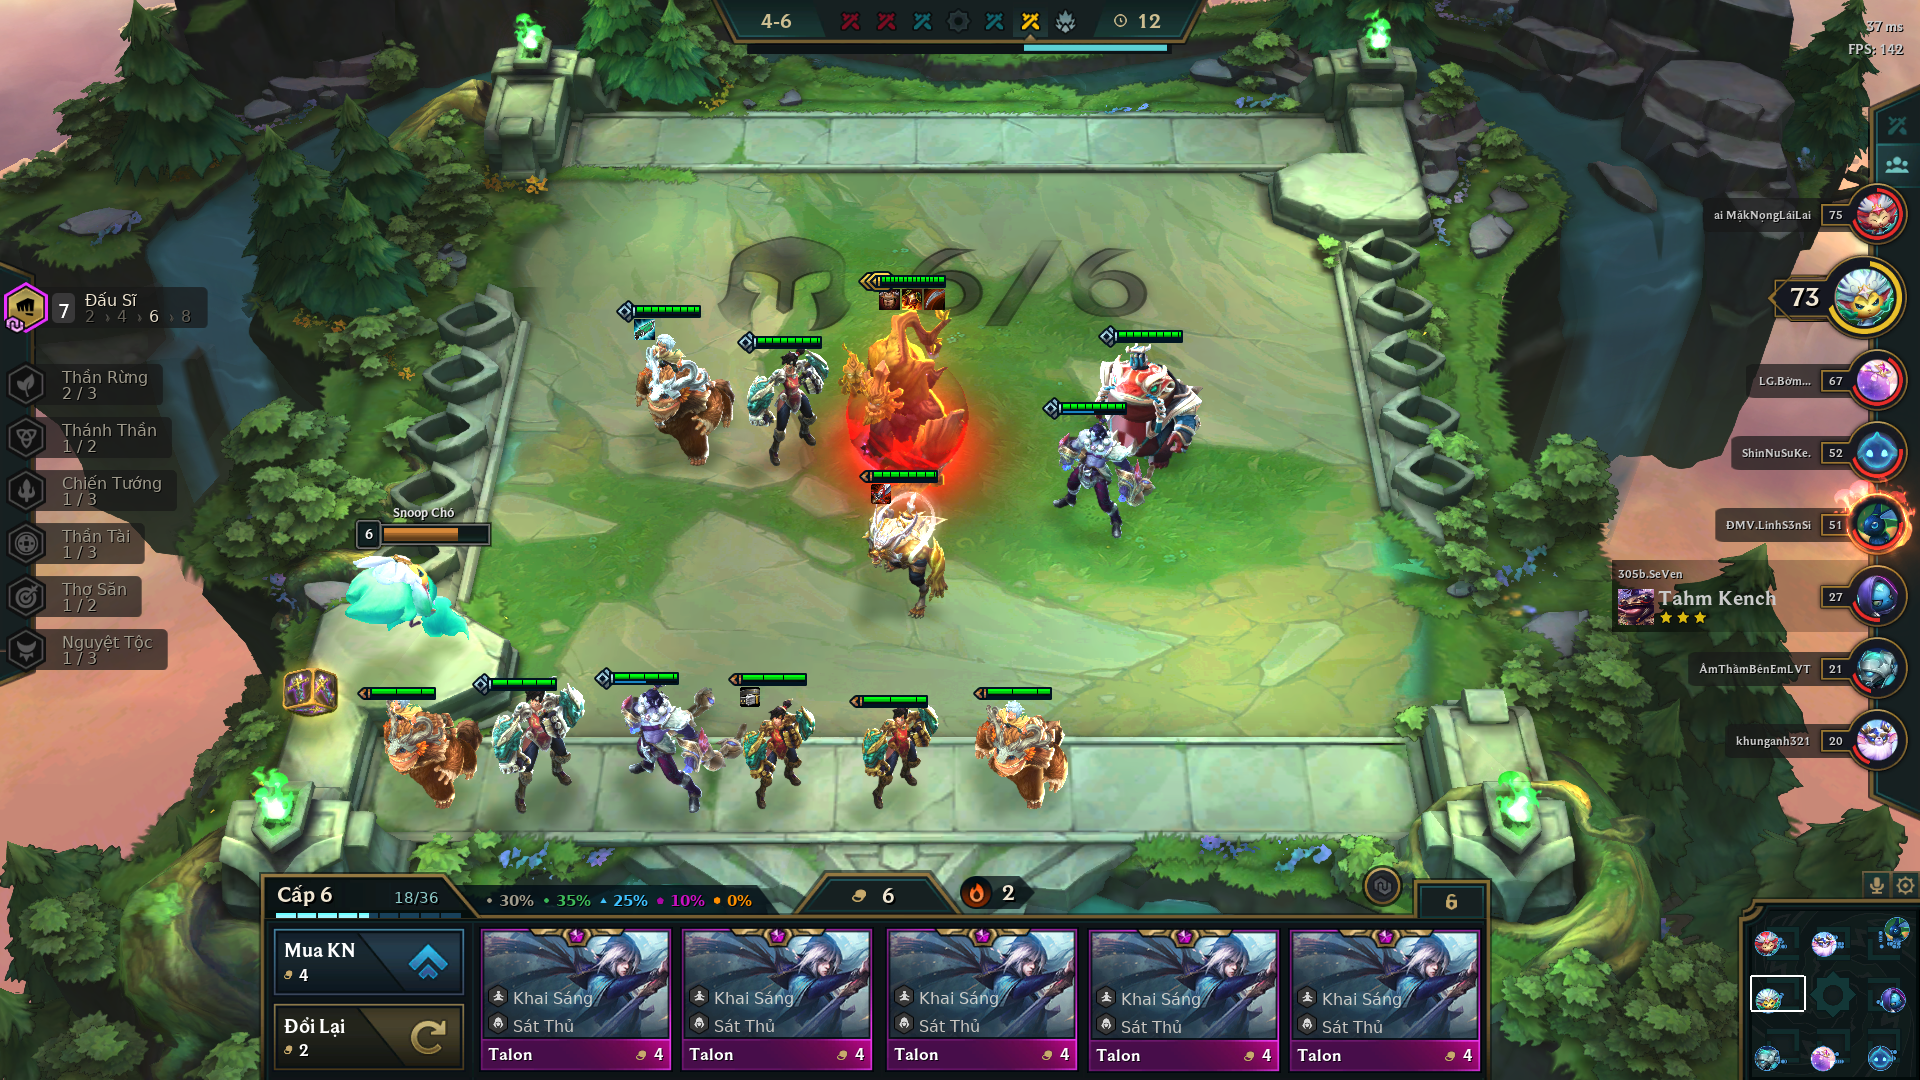 4-6
12
37 ms
FPS: 142
6/6
ai MặkNọngLáiLai 75
73
LG.Bờm... 67
ShinNuSuKe. 52
ĐMV.LinhS3nSi 51
305b.SeVen
Tahm Kench
27
ÂmThầmBênEmLVT 21
khunganh321 20
7
Đấu Sĩ
2 › 4 › 6 › 8
Thần Rừng
2 / 3
Thánh Thần
1 / 2
Chiến Tướng
1 / 3
Thần Tài
1 / 3
Thợ Săn
1 / 2
Nguyệt Tộc
1 / 3
Snoop Chó
6
Cấp 6
18/36
30% 35% 25% 10% 0%
6
2
6
Mua KN
4
Đổi Lại
2
Khai Sáng
Sát Thủ
Talon 4
Khai Sáng
Sát Thủ
Talon 4
Khai Sáng
Sát Thủ
Talon 4
Khai Sáng
Sát Thủ
Talon 4
Khai Sáng
Sát Thủ
Talon 4